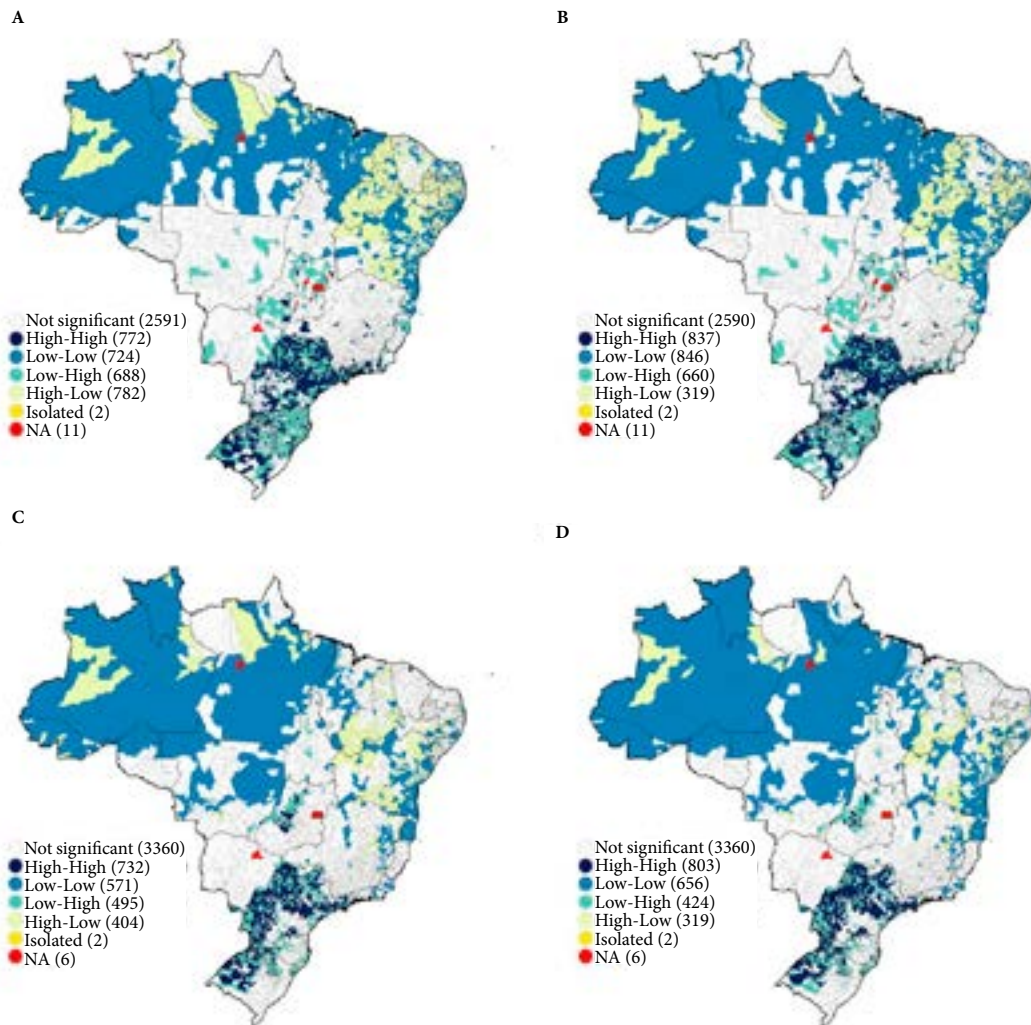 A
B
Not significant (2591)
High-High (772)
Low-Low (724)
Low-High (688)
High-Low (782)
Isolated (2)
NA (11)
Not significant (2590)
High-High (837)
Low-Low (846)
Low-High (660)
High-Low (319)
Isolated (2)
NA (11)
C
D
Not significant (3360)
High-High (732)
Low-Low (571)
Low-High (495)
High-Low (404)
Isolated (2)
NA (6)
Not significant (3360)
High-High (803)
Low-Low (656)
Low-High (424)
High-Low (319)
Isolated (2)
NA (6)